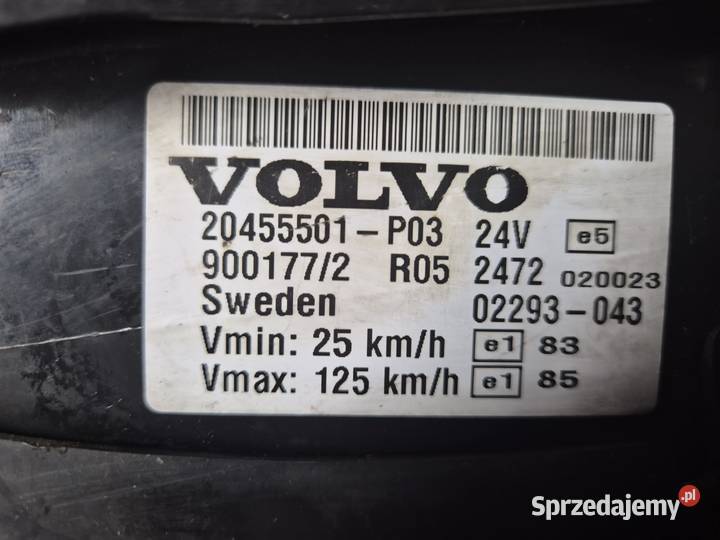 VOLVO
20455501-P03 24V e5
900177/2 R05 2472 020023
Sweden 02293-043
Vmin: 25 km/h e1 83
Vmax: 125 km/h e1 85
Sprzedajemy.pl